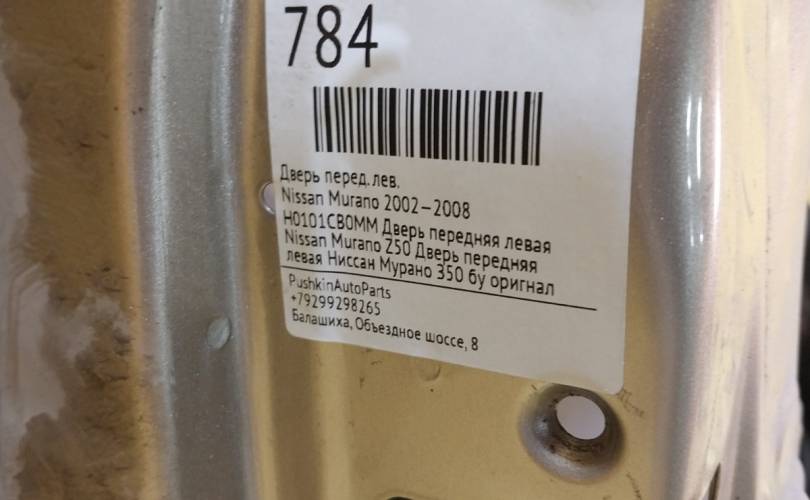 784
Дверь перед.лев.
Nissan Murano 2002–2008
H0101CB0MM Дверь передняя левая
Nissan Murano Z50 Дверь передняя
левая Ниссан Мурано З50 бу оригнал
PushkinAutoParts
+79299298265
Балашиха, Объездное шоссе, 8